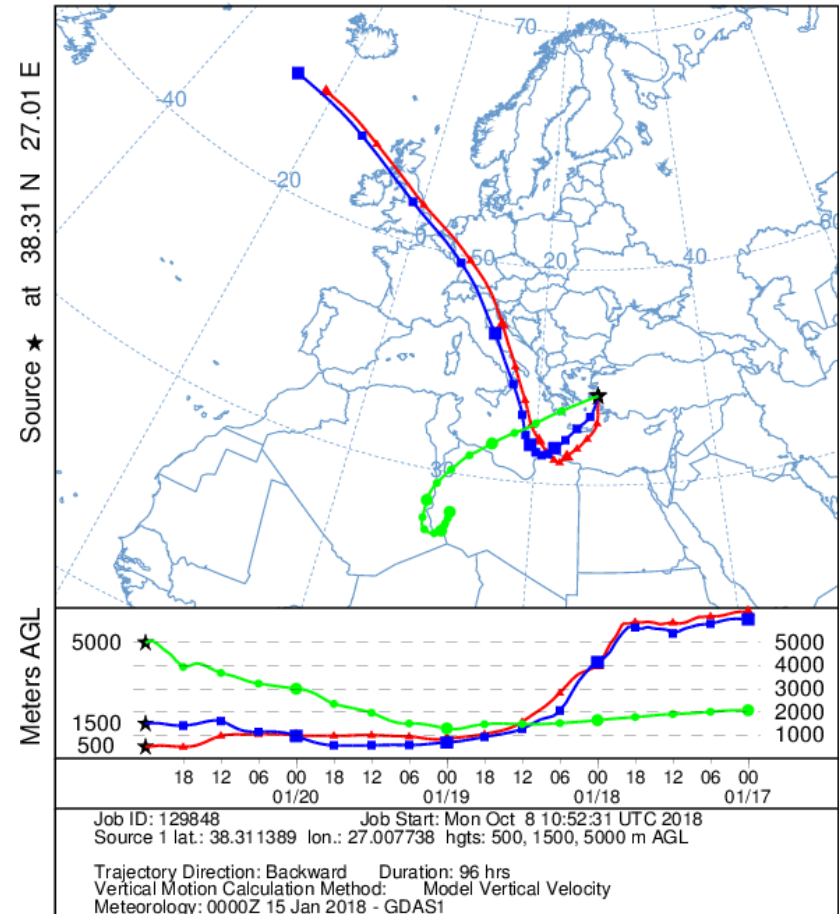 Source ★ at 38.31 N 27.01 E
70
-40
-20
60
0
50
20
40
30
Meters AGL
5000
1500
500
5000
4000
3000
2000
1000
18 12 06 00 18 12 06 00 18 12 06 00 18 12 06 00
01/20 01/19 01/18 01/17
Job ID: 129848 Job Start: Mon Oct 8 10:52:31 UTC 2018
Source 1 lat.: 38.311389 lon.: 27.007738 hgts: 500, 1500, 5000 m AGL
Trajectory Direction: Backward Duration: 96 hrs
Vertical Motion Calculation Method: Model Vertical Velocity
Meteorology: 0000Z 15 Jan 2018 - GDAS1